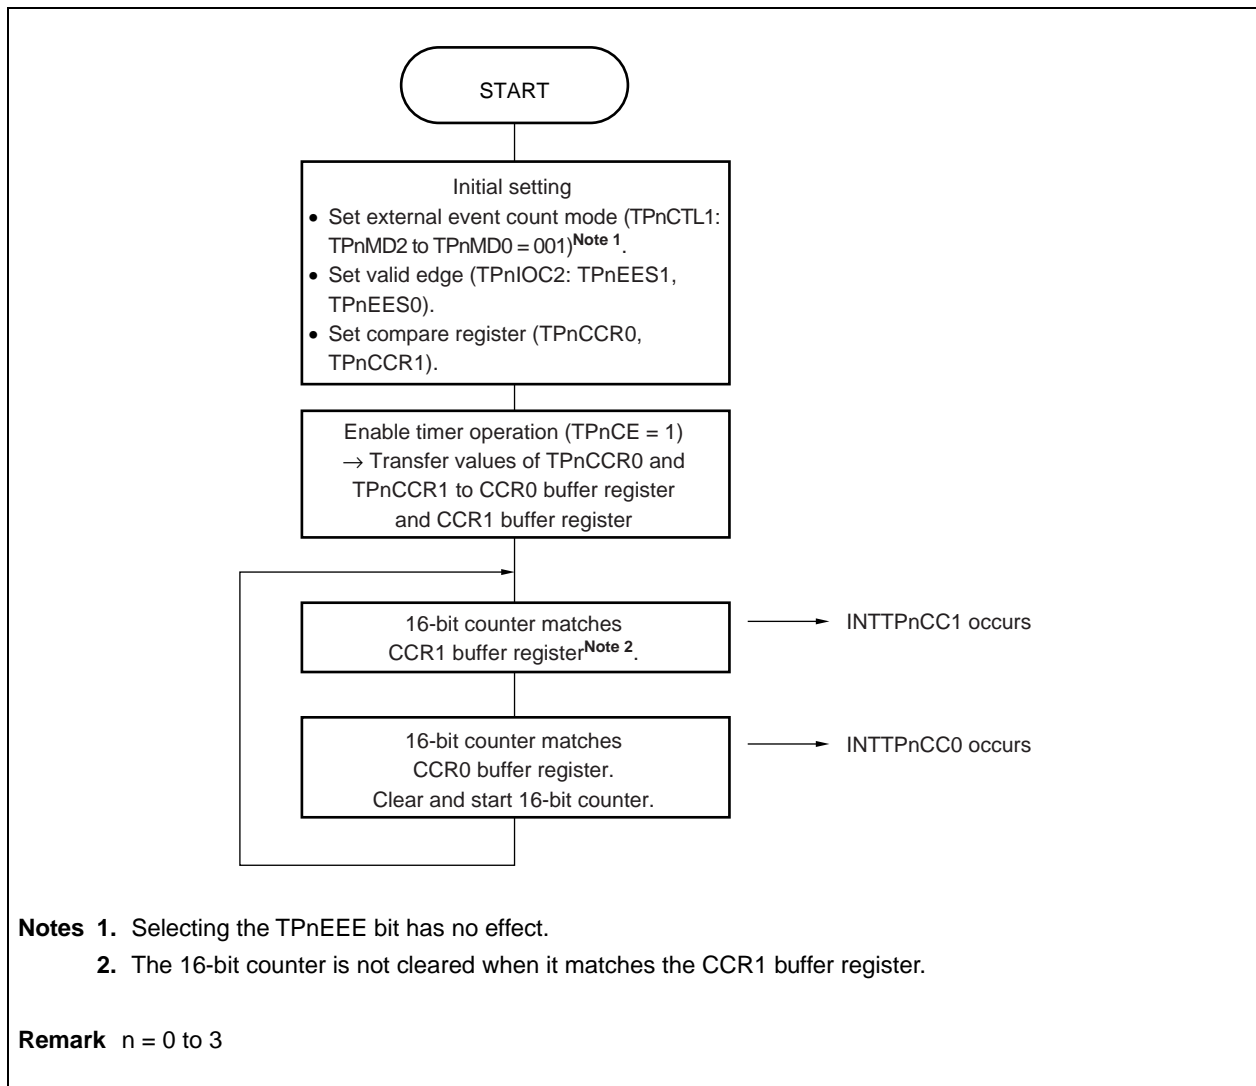 START
Initial setting
• Set external event count mode (TPnCTL1:
TPnMD2 to TPnMD0 = 001)Note 1.
• Set valid edge (TPnIOC2: TPnEES1,
TPnEES0).
• Set compare register (TPnCCR0,
TPnCCR1).
Enable timer operation (TPnCE = 1)
→ Transfer values of TPnCCR0 and
TPnCCR1 to CCR0 buffer register
and CCR1 buffer register
16-bit counter matches
CCR1 buffer registerNote 2.
INTTPnCC1 occurs
16-bit counter matches
CCR0 buffer register.
Clear and start 16-bit counter.
INTTPnCC0 occurs
Notes 1. Selecting the TPnEEE bit has no effect.
2. The 16-bit counter is not cleared when it matches the CCR1 buffer register.
Remark n = 0 to 3